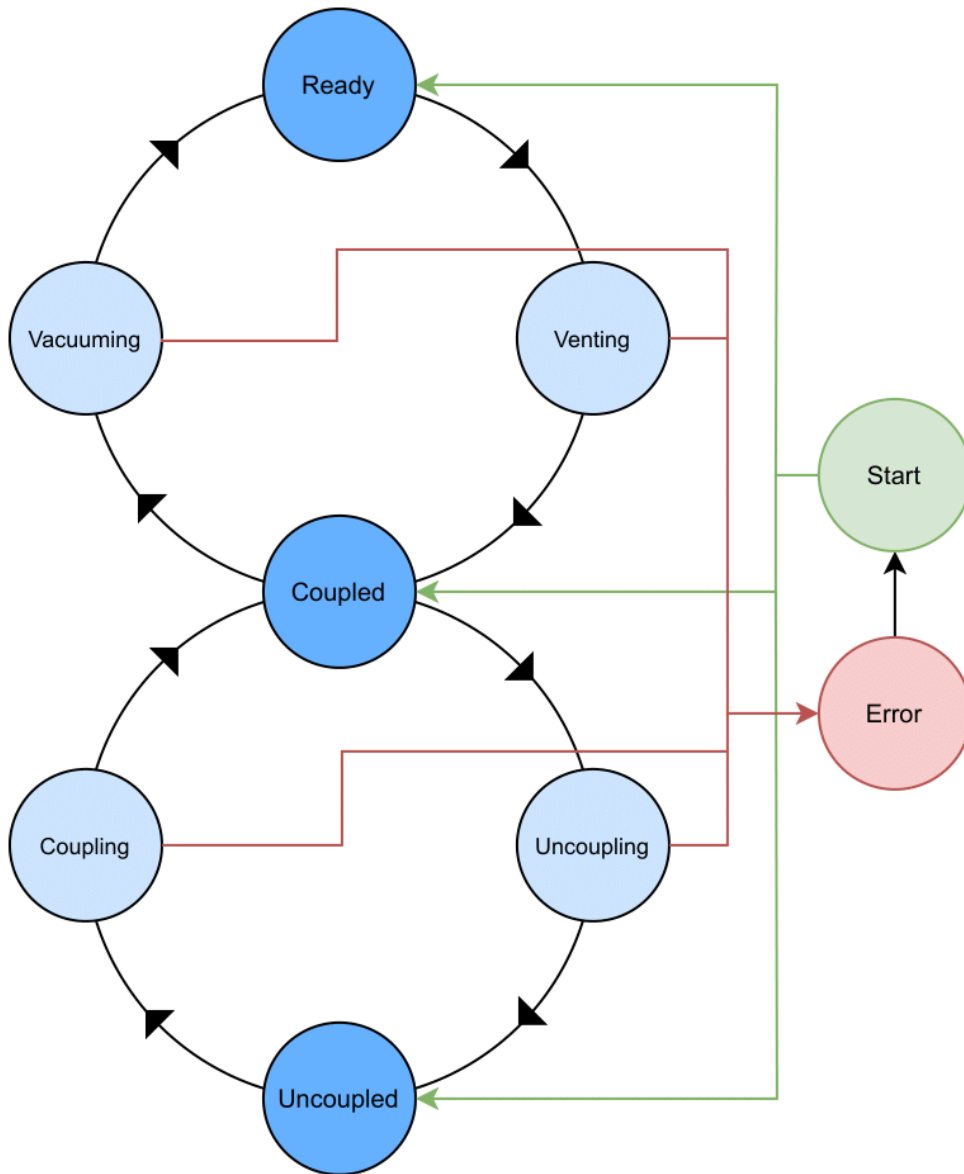 Ready
Vacuuming
Venting
Start
Coupled
Error
Coupling
Uncoupling
Uncoupled